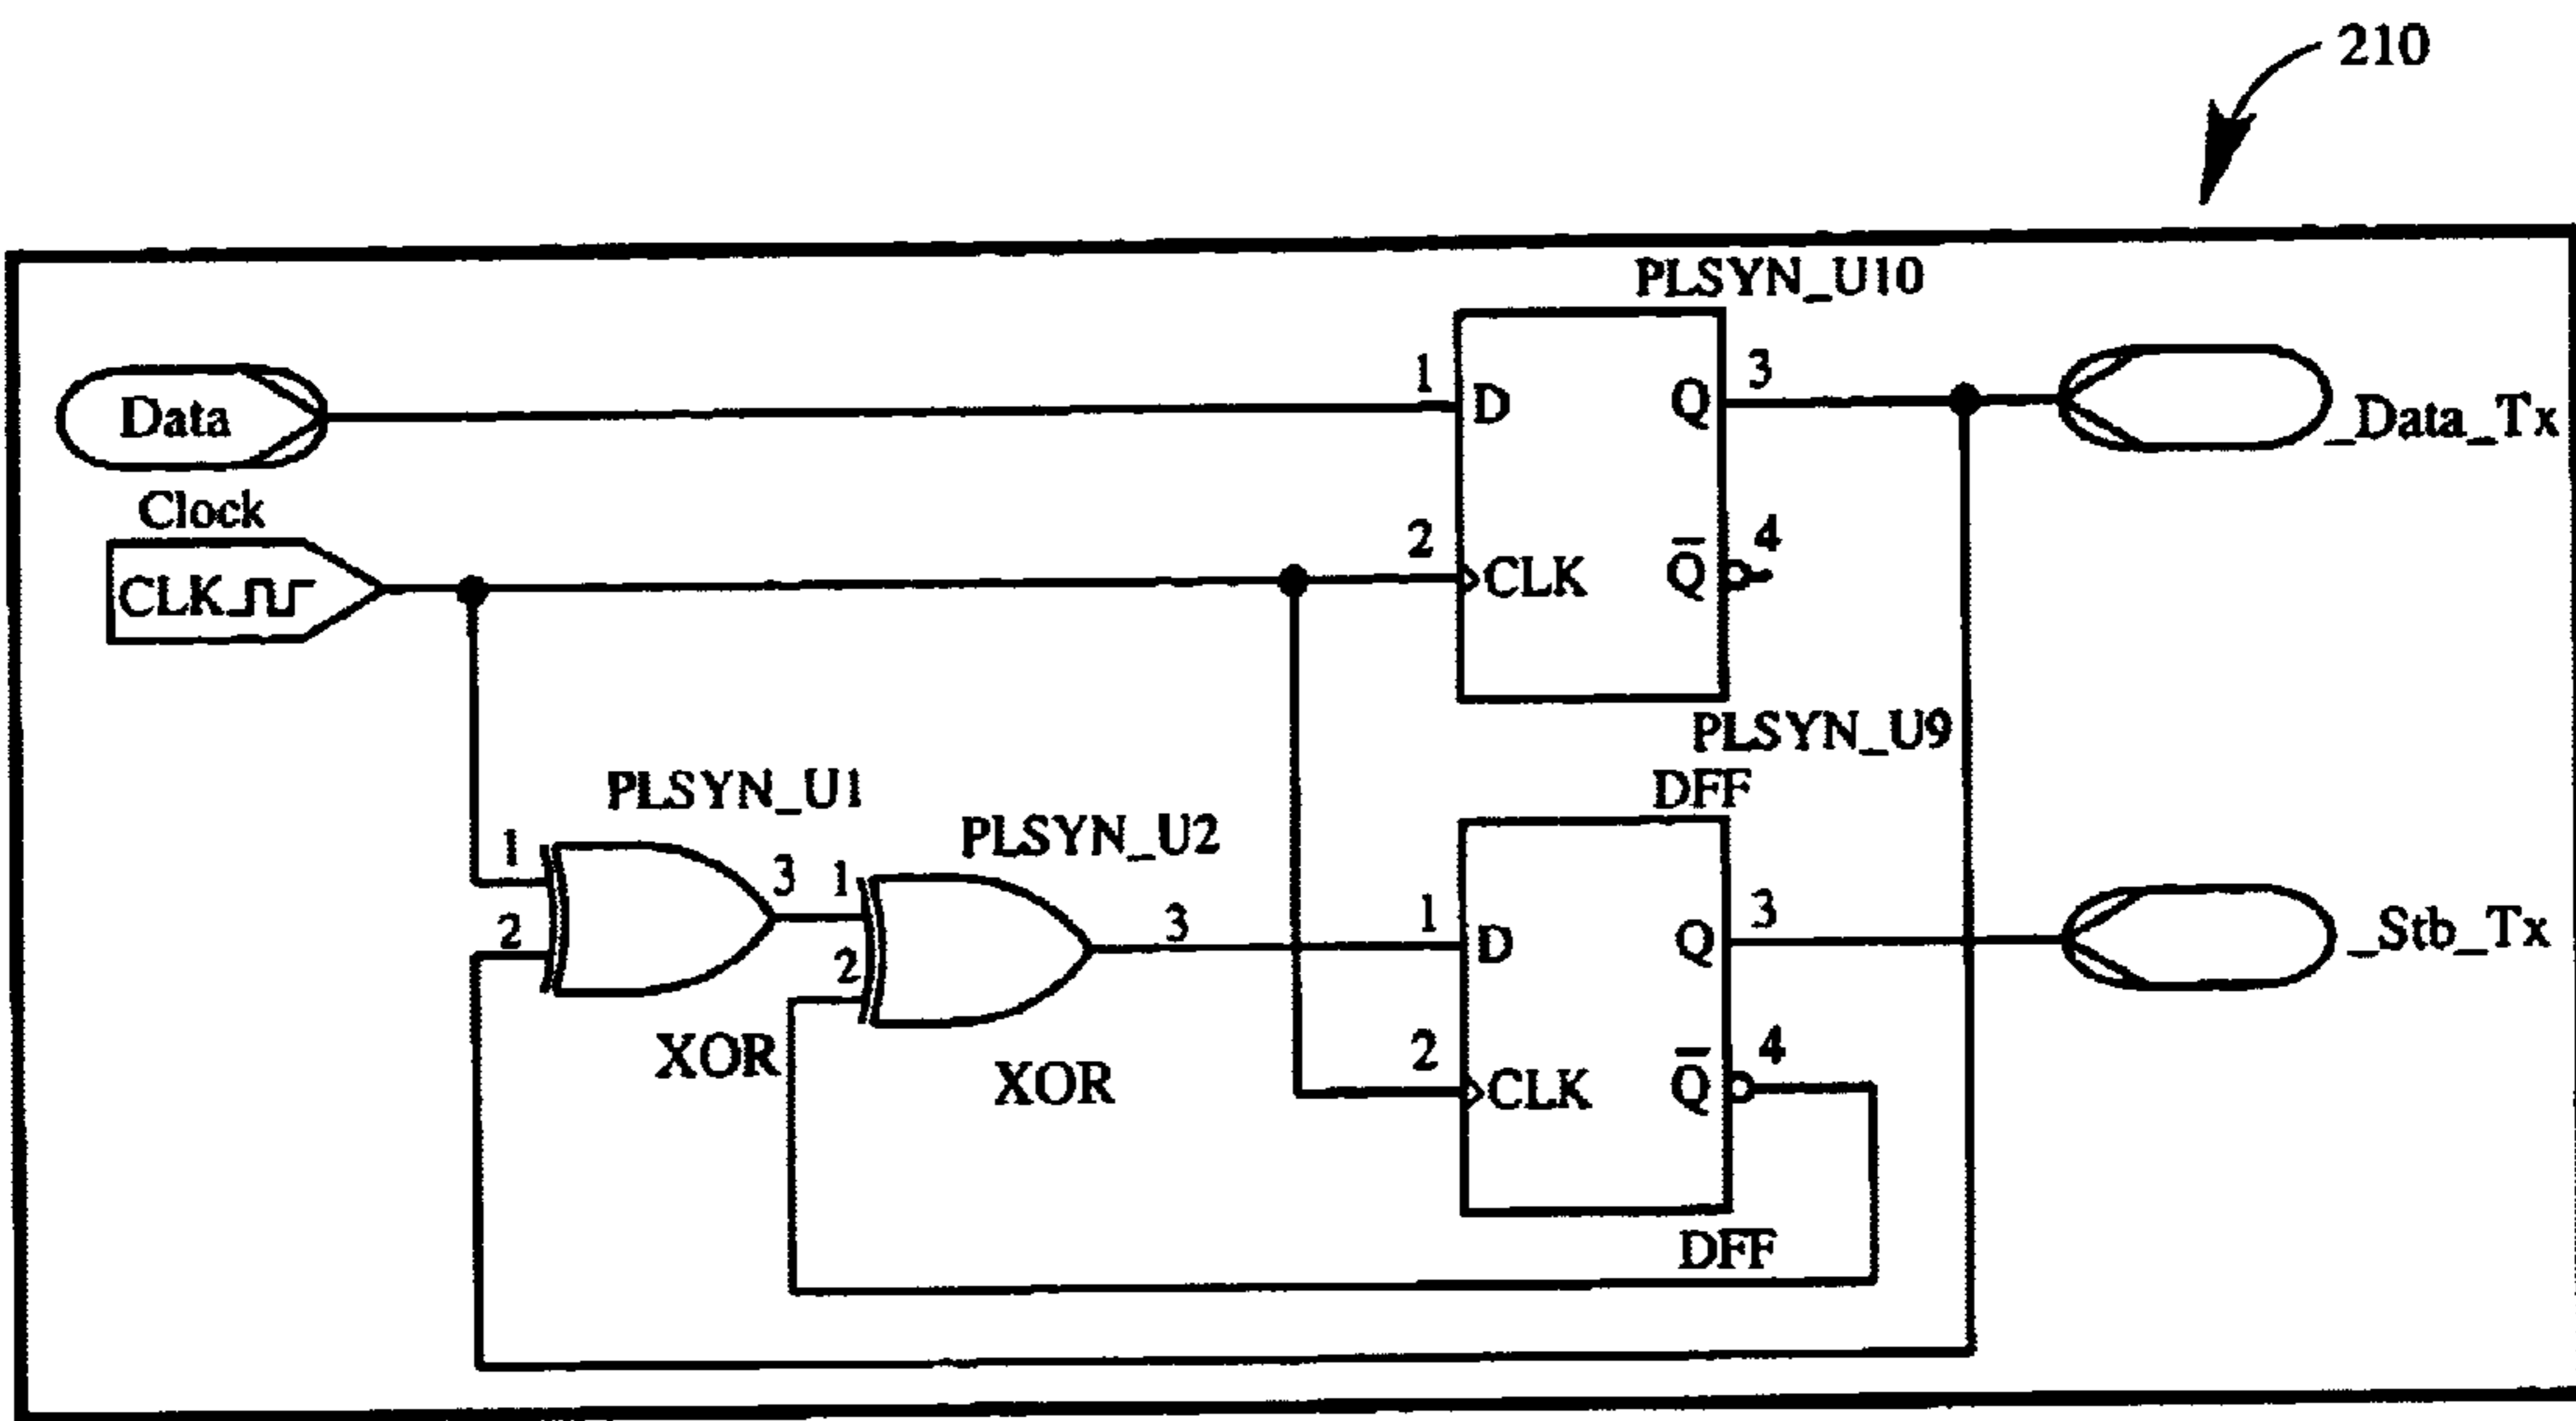 210
PLSYN_U10
Data
1
D
Q
3
_Data_Tx
Clock
CLK
2
CLK
Q̅
4
PLSYN_U9
DFF
PLSYN_U1
PLSYN_U2
1
2
3
XOR
1
2
3
XOR
1
D
Q
3
_Stb_Tx
2
CLK
Q̅
4
DFF